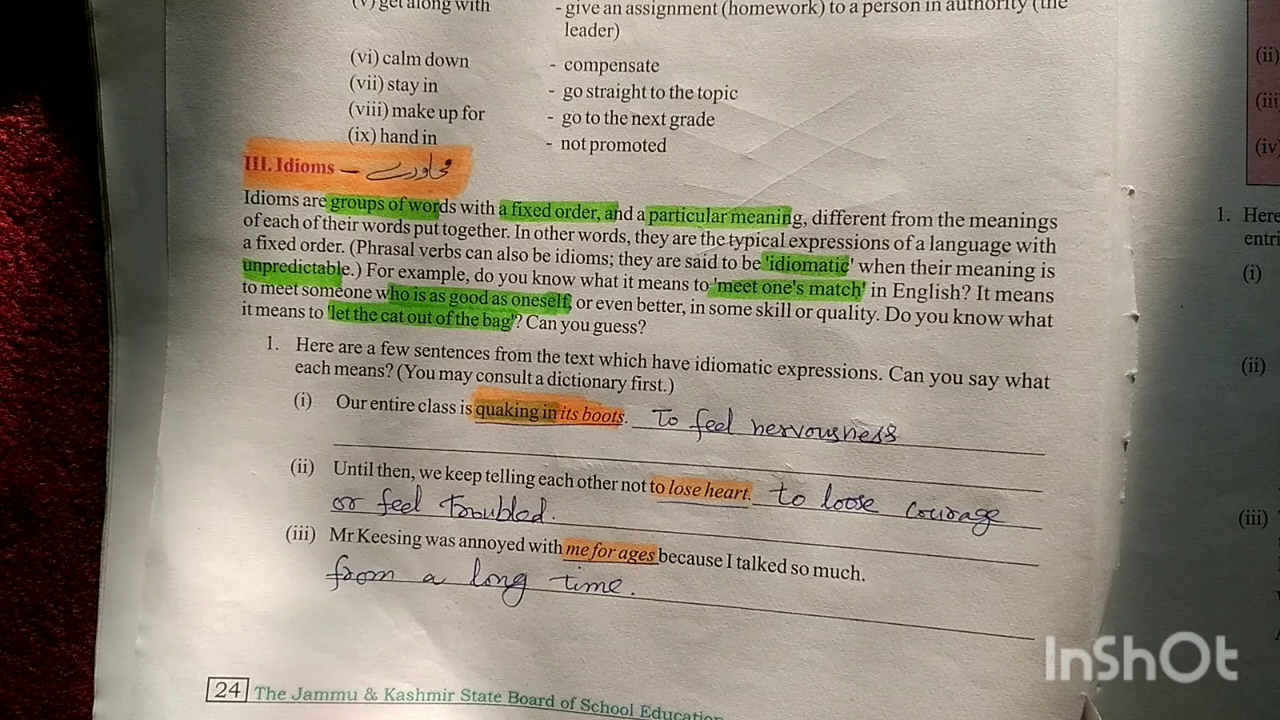 (v) get along with - give an assignment (homework) to a person in authority (the
leader)
(vi) calm down - compensate
(vii) stay in - go straight to the topic
(viii) make up for - go to the next grade
(ix) hand in - not promoted
III. Idioms – محاورے
Idioms are groups of words with a fixed order, and a particular meaning, different from the meanings
of each of their words put together. In other words, they are the typical expressions of a language with
a fixed order. (Phrasal verbs can also be idioms; they are said to be 'idiomatic' when their meaning is
unpredictable.) For example, do you know what it means to 'meet one's match' in English? It means
to meet someone who is as good as oneself, or even better, in some skill or quality. Do you know what
it means to 'let the cat out of the bag'? Can you guess?
1. Here are a few sentences from the text which have idiomatic expressions. Can you say what
each means? (You may consult a dictionary first.)
(i) Our entire class is quaking in its boots. To feel nervousness
(ii) Until then, we keep telling each other not to lose heart. to loose courage
or feel troubled.
(iii) Mr Keesing was annoyed with me for ages because I talked so much.
from a long time.
24 The Jammu & Kashmir State Board of School Education
(ii)
(iii
(iv)
1. Here
entri
(i)
(ii)
(iii)
InShOt